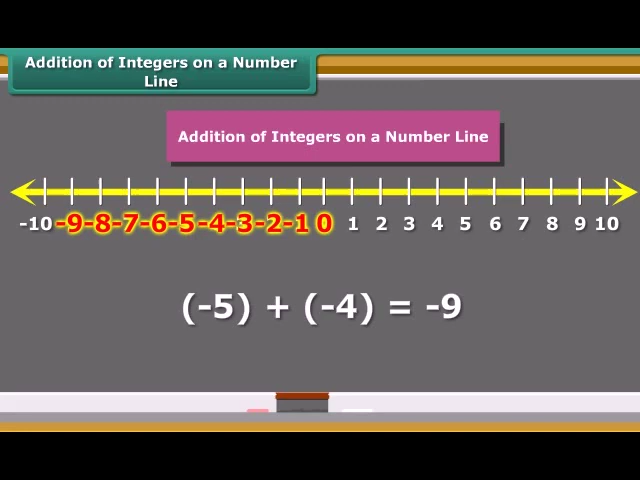 Addition of Integers on a Number
Line
Addition of Integers on a Number Line
-10 -9 -8 -7 -6 -5 -4 -3 -2 -1 0 1 2 3 4 5 6 7 8 9 10
(-5) + (-4) = -9